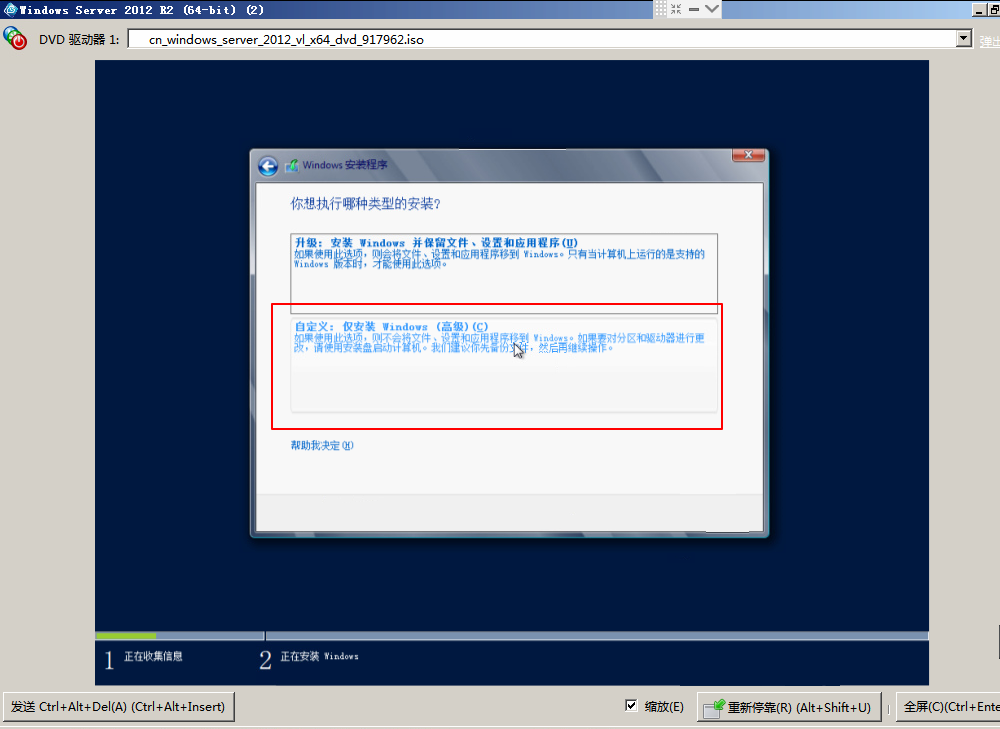 Windows Server 2012 R2 (64-bit) (2)
DVD 驱动器 1:
cn_windows_server_2012_vl_x64_dvd_917962.iso
弹出
Windows 安装程序
你想执行哪种类型的安装?
升级: 安装 Windows 并保留文件、设置和应用程序(U)
如果使用此选项, 则会将文件、设置和应用程序移到 Windows。只有当计算机上运行的是支持的
Windows 版本时, 才能使用此选项。
自定义: 仅安装 Windows (高级)(C)
如果使用此选项, 则不会将文件、设置和应用程序移到 Windows。如果要对分区和驱动器进行更
改, 请使用安装盘启动计算机。我们建议你先备份文件, 然后再继续操作。
帮助我决定(H)
1 正在收集信息
2 正在安装 Windows
发送 Ctrl+Alt+Del(A) (Ctrl+Alt+Insert)
缩放(E)
重新停靠(R) (Alt+Shift+U)
全屏(C)(Ctrl+Ente